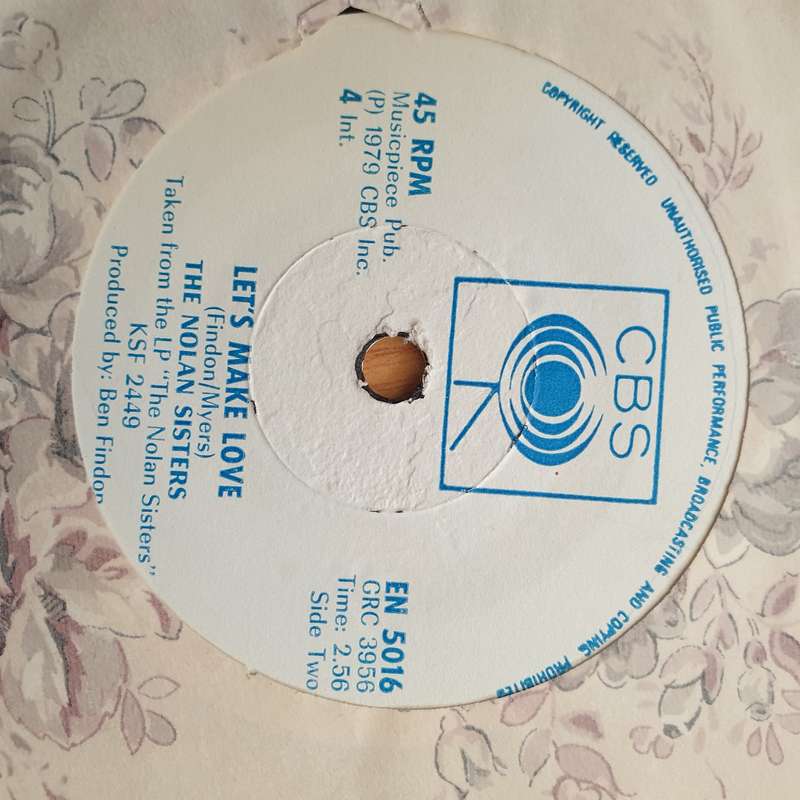 COPYRIGHT RESERVED UNAUTHORISED PUBLIC PERFORMANCE, BROADCASTING AND COPYING PROHIBITED
CBS
45 RPM
Musicpiece Pub.
(P) 1979 CBS Inc.
4 Int.
EN 5016
GRC 3956
Time: 2.56
Side Two
LET'S MAKE LOVE
(Findon/Myers)
THE NOLAN SISTERS
Taken from the LP "The Nolan Sisters"
KSF 2449
Produced by: Ben Findon